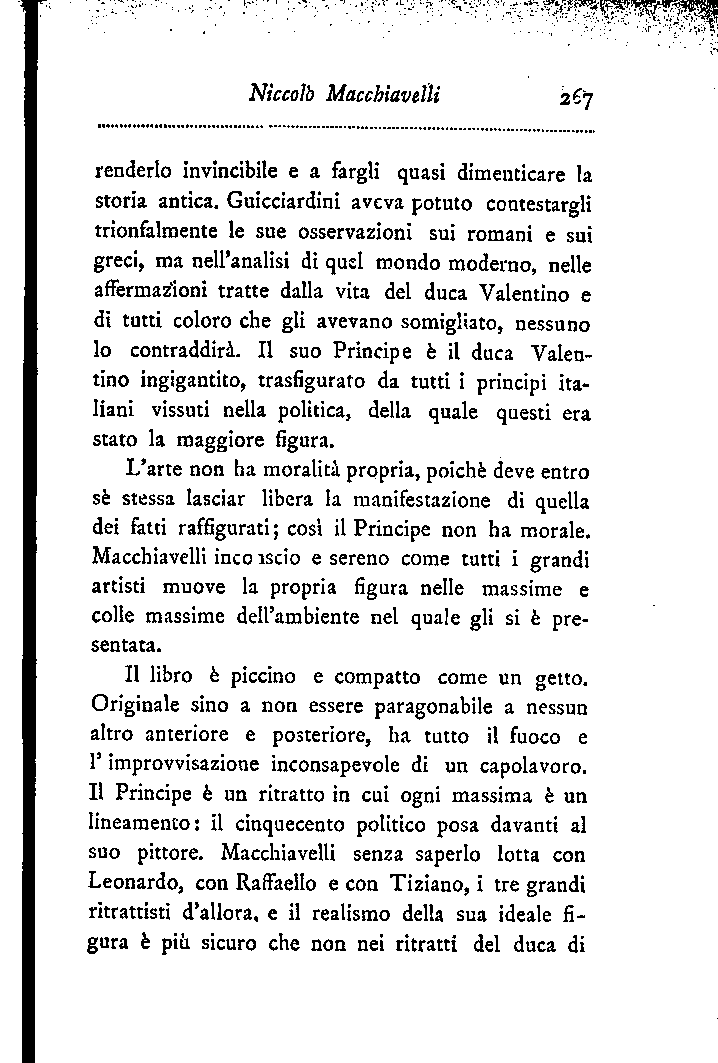 Niccolò Macchiavelli 267
renderlo invincibile e a fargli quasi dimenticare la
storia antica. Guicciardini aveva potuto contestargli
trionfalmente le sue osservazioni sui romani e sui
greci, ma nell'analisi di quel mondo moderno, nelle
affermazioni tratte dalla vita del duca Valentino e
di tutti coloro che gli avevano somigliato, nessuno
lo contraddirà. Il suo Principe è il duca Valen-
tino ingigantito, trasfigurato da tutti i principi ita-
liani vissuti nella politica, della quale questi era
stato la maggiore figura.
L'arte non ha moralità propria, poichè deve entro
sè stessa lasciar libera la manifestazione di quella
dei fatti raffigurati; così il Principe non ha morale.
Macchiavelli inconscio e sereno come tutti i grandi
artisti muove la propria figura nelle massime e
colle massime dell'ambiente nel quale gli si è pre-
sentata.
Il libro è piccino e compatto come un getto.
Originale sino a non essere paragonabile a nessun
altro anteriore e posteriore, ha tutto il fuoco e
l'improvvisazione inconsapevole di un capolavoro.
Il Principe è un ritratto in cui ogni massima è un
lineamento: il cinquecento politico posa davanti al
suo pittore. Macchiavelli senza saperlo lotta con
Leonardo, con Raffaello e con Tiziano, i tre grandi
ritrattisti d'allora, e il realismo della sua ideale fi-
gura è più sicuro che non nei ritratti del duca di